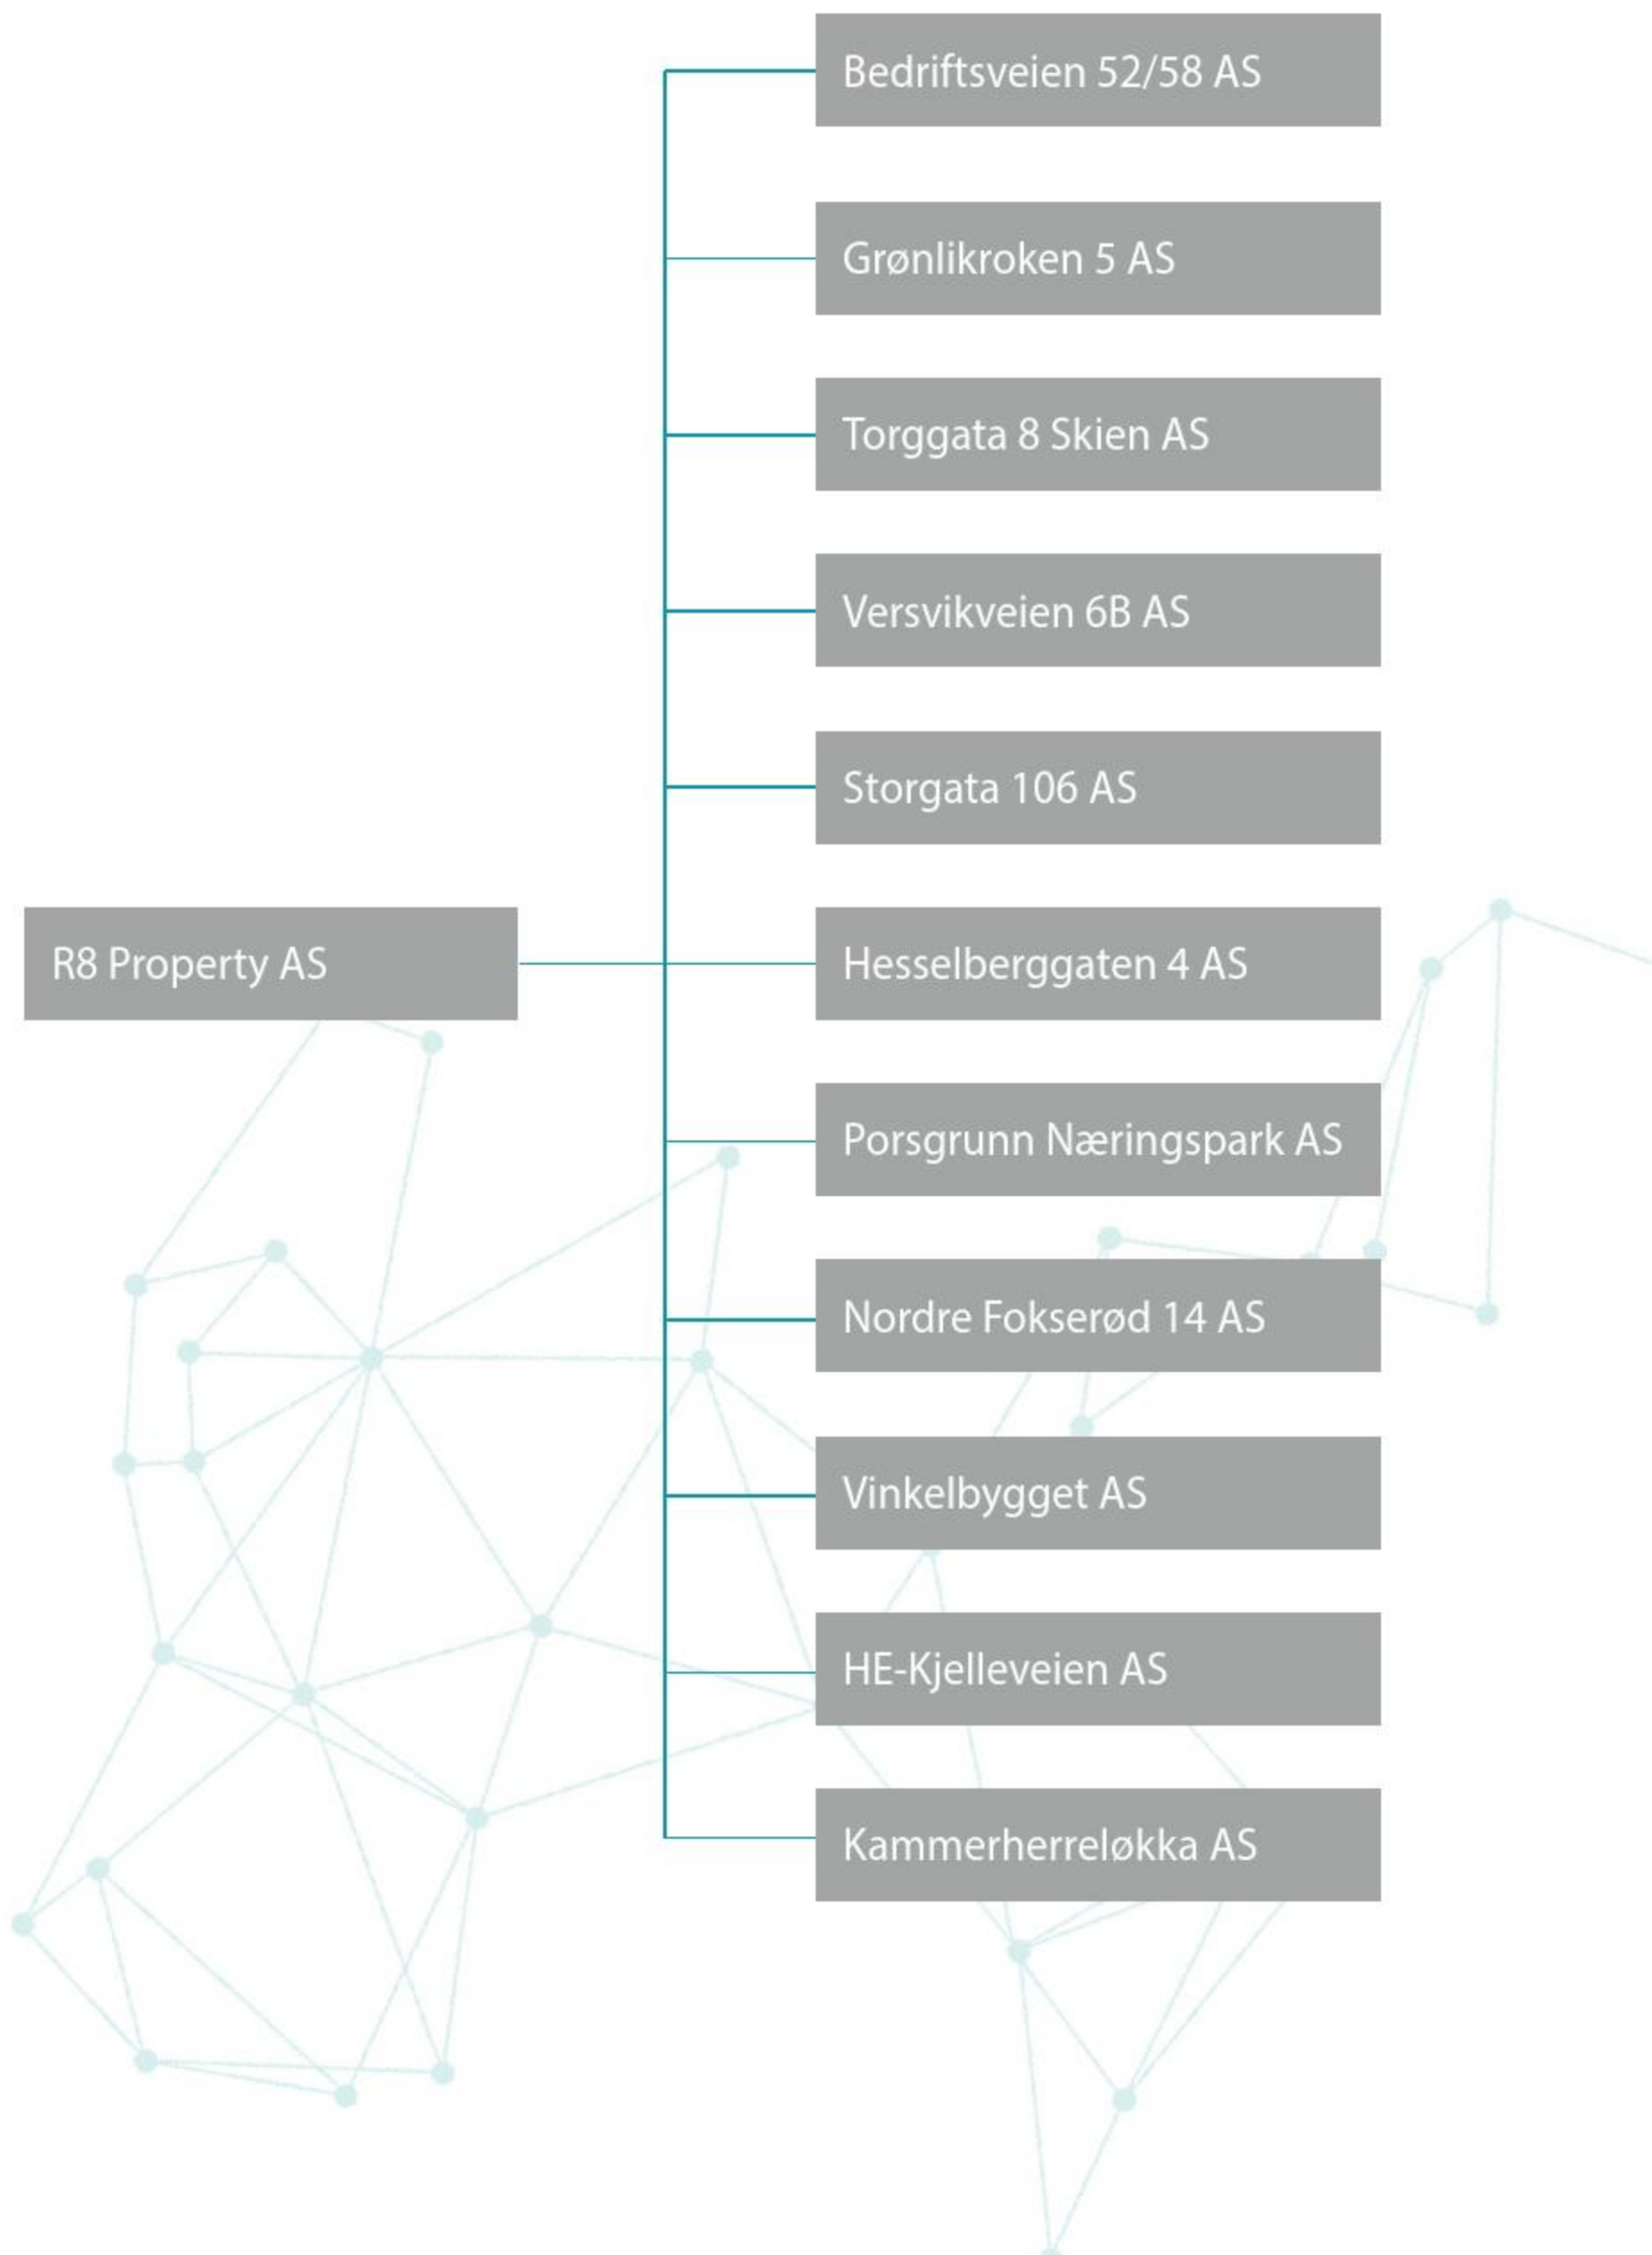 Bedriftsveien 52/58 AS
Grønlikroken 5 AS
Torggata 8 Skien AS
Versvikveien 6B AS
Storgata 106 AS
R8 Property AS
Hesselberggaten 4 AS
Porsgrunn Næringspark AS
Nordre Fokserød 14 AS
Vinkelbygget AS
HE-Kjelleveien AS
Kammerherreløkka AS